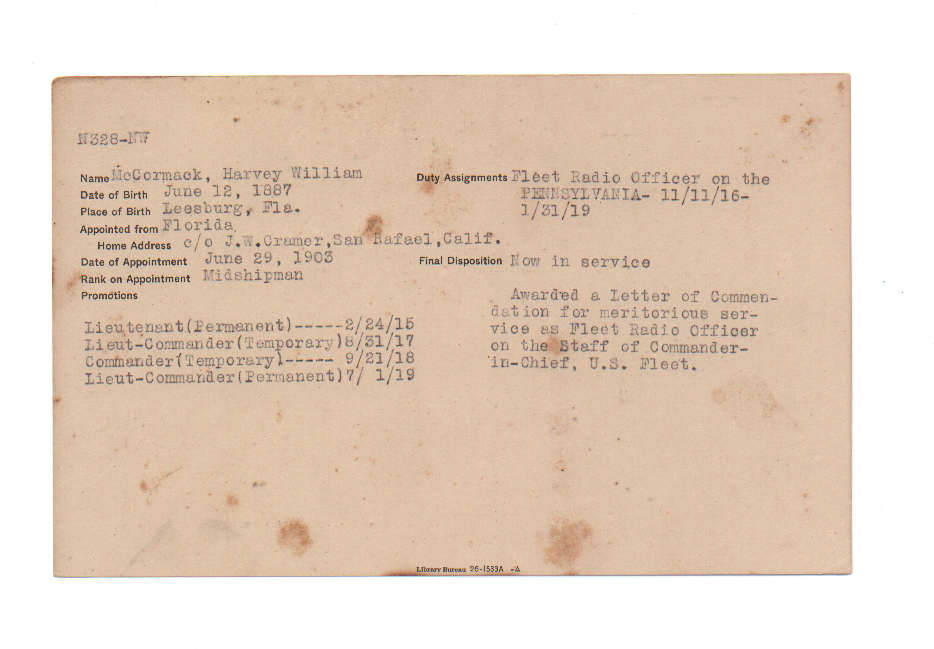 N328-NW
Name McCormack, Harvey William
Date of Birth June 12, 1887
Place of Birth Leesburg, Fla.
Appointed from Florida
Home Address c/o J.W.Cramer,San Rafael,Calif.
Date of Appointment June 29, 1903
Rank on Appointment Midshipman
Promotions
Lieutenant(Permanent)-----2/24/15
Lieut-Commander(Temporary)8/31/17
Commander(Temporary)----- 9/21/18
Lieut-Commander(Permanent)7/ 1/19
Duty Assignments Fleet Radio Officer on the
PENNSYLVANIA- 11/11/16-
1/31/19
Final Disposition Now in service
Awarded a Letter of Commen-
dation for meritorious ser-
vice as Fleet Radio Officer
on the Staff of Commander-
in-Chief, U.S. Fleet.
Library Bureau 26-1533A